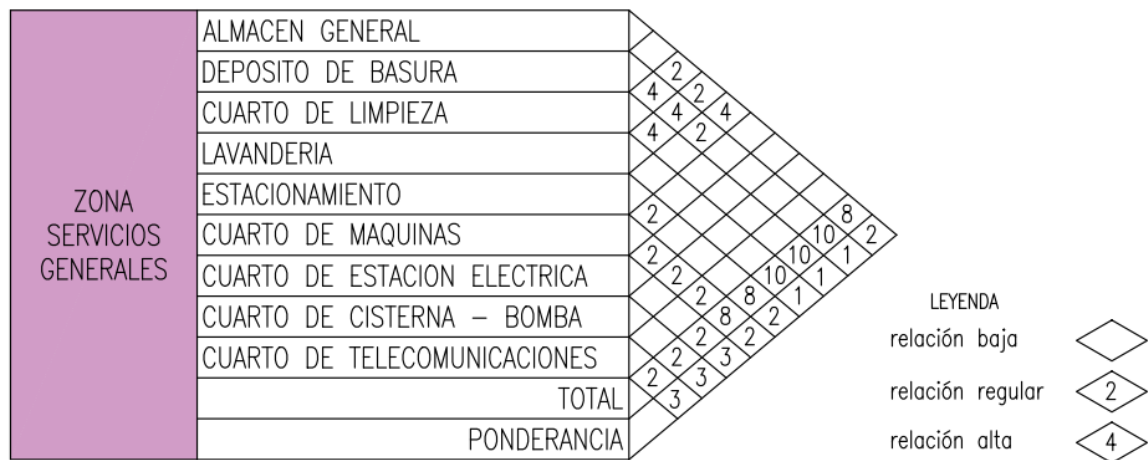 ALMACEN GENERAL
DEPOSITO DE BASURA 2
4 2
CUARTO DE LIMPIEZA 4 4
4 2
LAVANDERIA
ZONA
SERVICIOS
GENERALES
ESTACIONAMIENTO
2 8
CUARTO DE MAQUINAS 10 2
2 10 1
CUARTO DE ESTACION ELECTRICA 2 10 1
2 8 1
CUARTO DE CISTERNA – BOMBA 8 2
2 2
CUARTO DE TELECOMUNICACIONES 2 3
2 3
TOTAL 3
PONDERANCIA
LEYENDA
relación baja
relación regular 2
relación alta 4